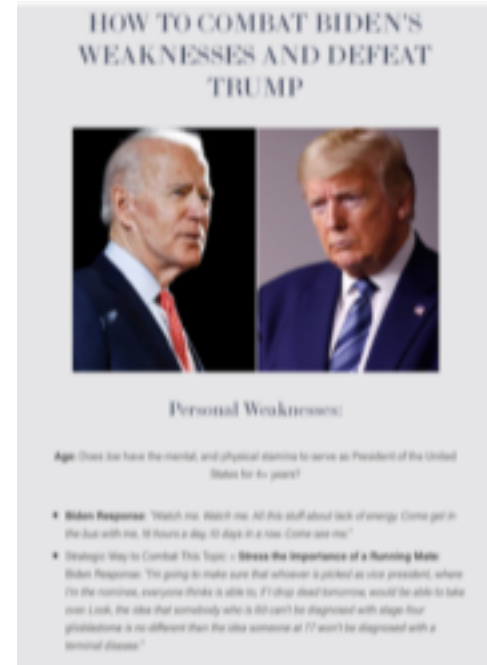 HOW TO COMBAT BIDEN'S
WEAKNESSES AND DEFEAT
TRUMP
Personal Weaknesses:
Age: Does Joe have the mental, and physical stamina to serve as President of the United
States for 4+ years?
• Biden Response: "Watch me. Watch me. All this stuff about lack of energy. Come get in
the bus with me, 16 hours a day, 10 days in a row. Come see me."
• Strategic Way to Combat This Topic = Stress the Importance of a Running Mate:
Biden Response: "I'm going to make sure that whoever is picked as vice president, where
I'm the nominee, everyone thinks is able to, if I drop dead tomorrow, would be able to take
over. Look, the idea that somebody who is 60 can't be diagnosed with stage four
glioblastoma is no different than the idea someone at 77 won't be diagnosed with a
terminal disease."